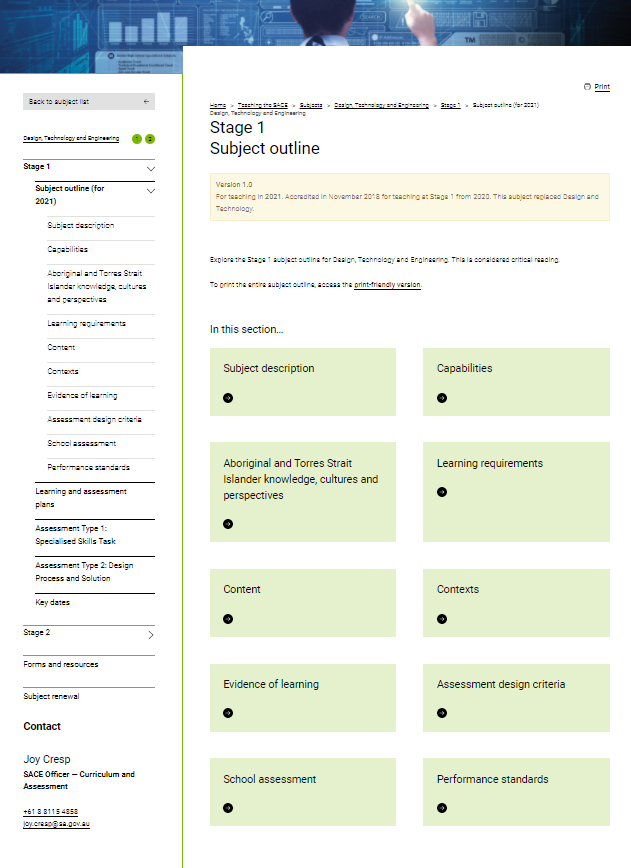 SEARCH
TM
Print
Back to subject list
Design, Technology and Engineering 1 2
Stage 1
Subject outline (for
2021)
Subject description
Capabilities
Aboriginal and Torres Strait
Islander knowledge, cultures
and perspectives
Learning requirements
Content
Contexts
Evidence of learning
Assessment design criteria
School assessment
Performance standards
Learning and assessment
plans
Assessment Type 1:
Specialised Skills Task
Assessment Type 2: Design
Process and Solution
Key dates
Stage 2
Forms and resources
Subject renewal
Contact
Joy Cresp
SACE Officer — Curriculum and
Assessment
+61 8 8115 4858
joy.cresp@sa.gov.au
Home > Teaching the SACE > Subjects > Design, Technology and Engineering > Stage 1 > Subject outline (for 2021)
Design, Technology and Engineering
Stage 1
Subject outline
Version 1.0
For teaching in 2021. Accredited in November 2018 for teaching at Stage 1 from 2020. This subject replaced Design and
Technology.
Explore the Stage 1 subject outline for Design, Technology and Engineering. This is considered critical reading.
To print the entire subject outline, access the print-friendly version.
In this section...
Subject description
Capabilities
Aboriginal and Torres Strait
Islander knowledge, cultures and
perspectives
Learning requirements
Content
Contexts
Evidence of learning
Assessment design criteria
School assessment
Performance standards